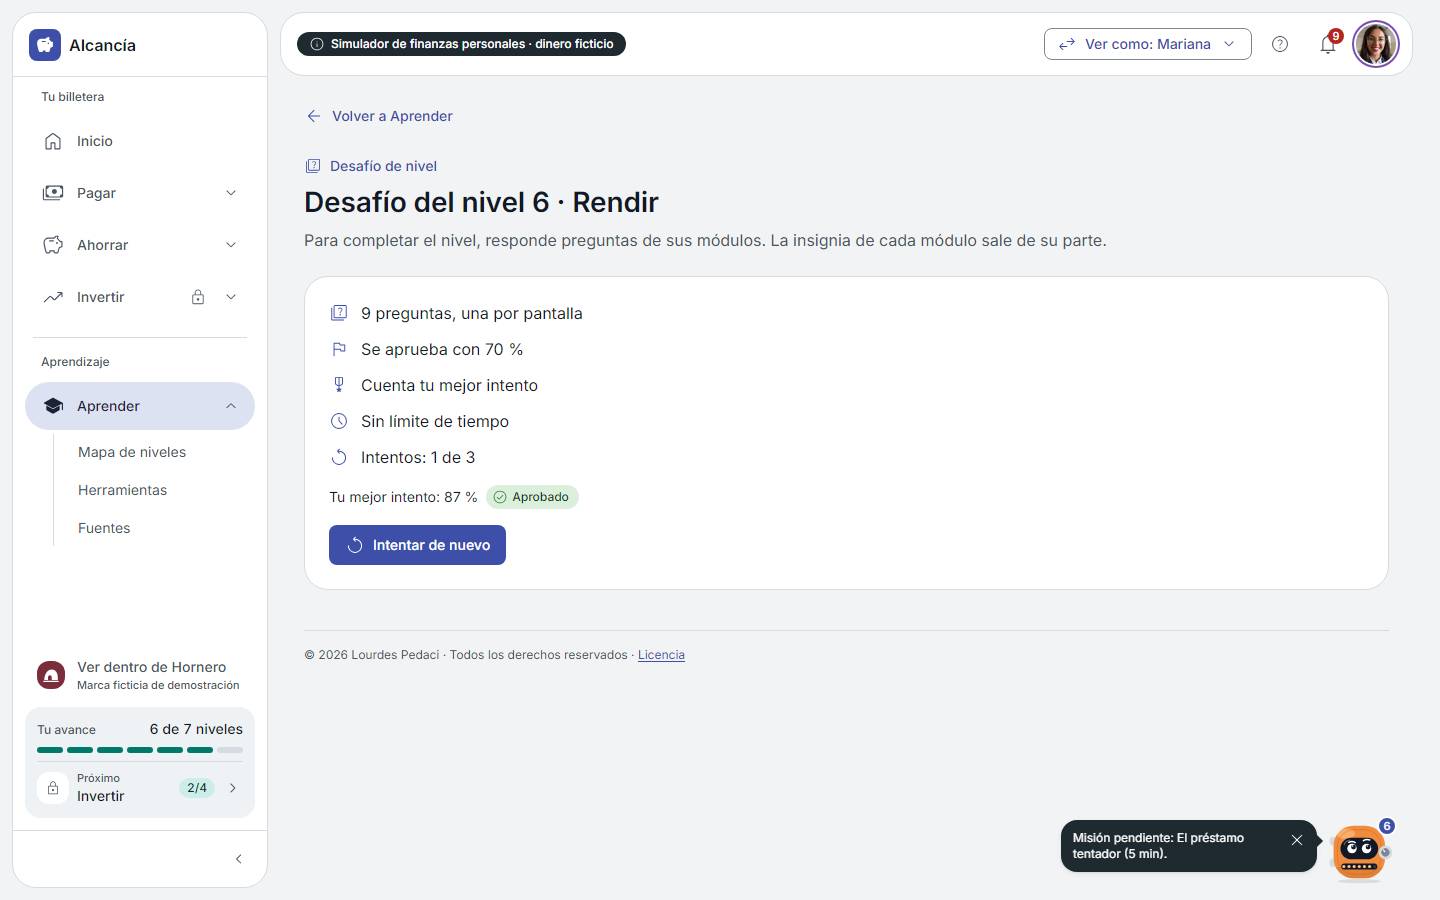 Alcancía
Simulador de finanzas personales · dinero ficticio
Ver como: Mariana
9
Tu billetera
Inicio
Pagar
Ahorrar
Invertir
Aprendizaje
Aprender
Mapa de niveles
Herramientas
Fuentes
Ver dentro de Hornero
Marca ficticia de demostración
Tu avance
6 de 7 niveles
Próximo
Invertir
2/4
Volver a Aprender
Desafío de nivel
Desafío del nivel 6 · Rendir
Para completar el nivel, responde preguntas de sus módulos. La insignia de cada módulo sale de su parte.
9 preguntas, una por pantalla
Se aprueba con 70 %
Cuenta tu mejor intento
Sin límite de tiempo
Intentos: 1 de 3
Tu mejor intento: 87 %
Aprobado
Intentar de nuevo
© 2026 Lourdes Pedaci · Todos los derechos reservados · Licencia
Misión pendiente: El préstamo
tentador (5 min).
6